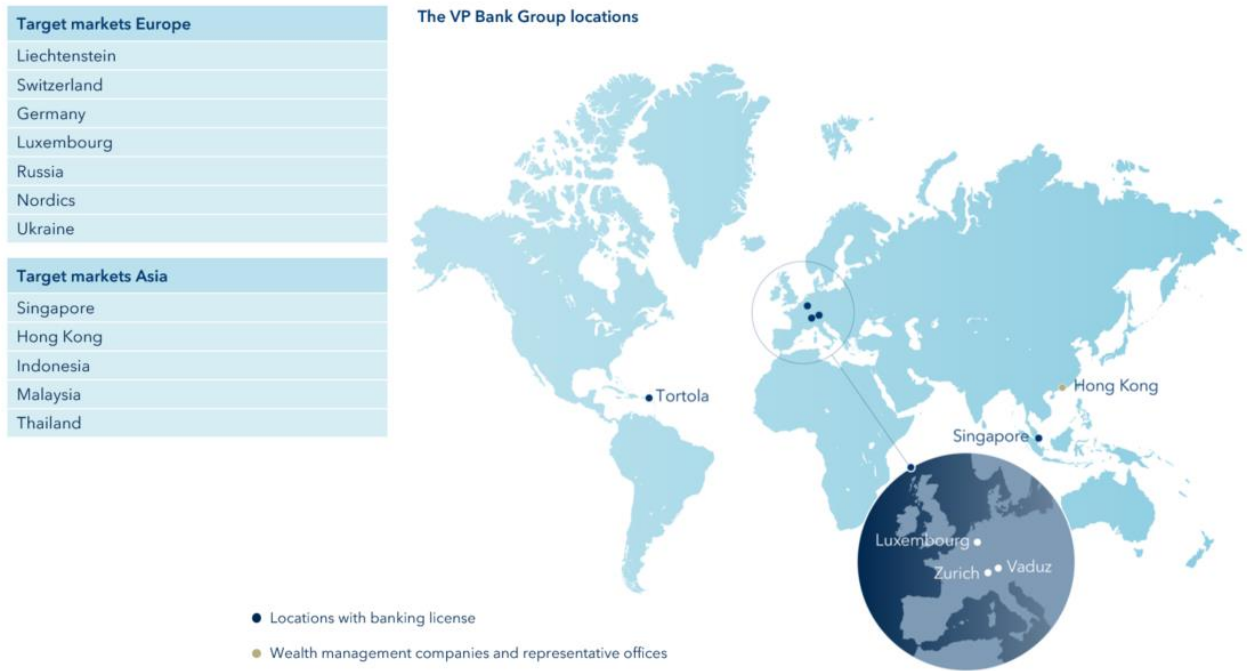 Target markets Europe
Liechtenstein
Switzerland
Germany
Luxembourg
Russia
Nordics
Ukraine
Target markets Asia
Singapore
Hong Kong
Indonesia
Malaysia
Thailand
The VP Bank Group locations
Tortola
Hong Kong
Singapore
Luxembourg
Zurich
Vaduz
Locations with banking license
Wealth management companies and representative offices